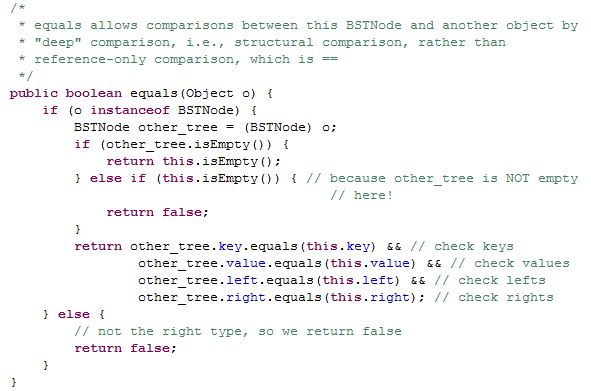 /*
 * equals allows comparisons between this BSTNode and another object by
 * "deep" comparison, i.e., structural comparison, rather than
 * reference-only comparison, which is ==
 */
public boolean equals(Object o) {
    if (o instanceof BSTNode) {
        BSTNode other_tree = (BSTNode) o;
        if (other_tree.isEmpty()) {
            return this.isEmpty();
        } else if (this.isEmpty()) { // because other_tree is NOT empty
                                        // here!
            return false;
        }
        return other_tree.key.equals(this.key) && // check keys
                other_tree.value.equals(this.value) && // check values
                other_tree.left.equals(this.left) && // check lefts
                other_tree.right.equals(this.right); // check rights
    } else {
        // not the right type, so we return false
        return false;
    }
}